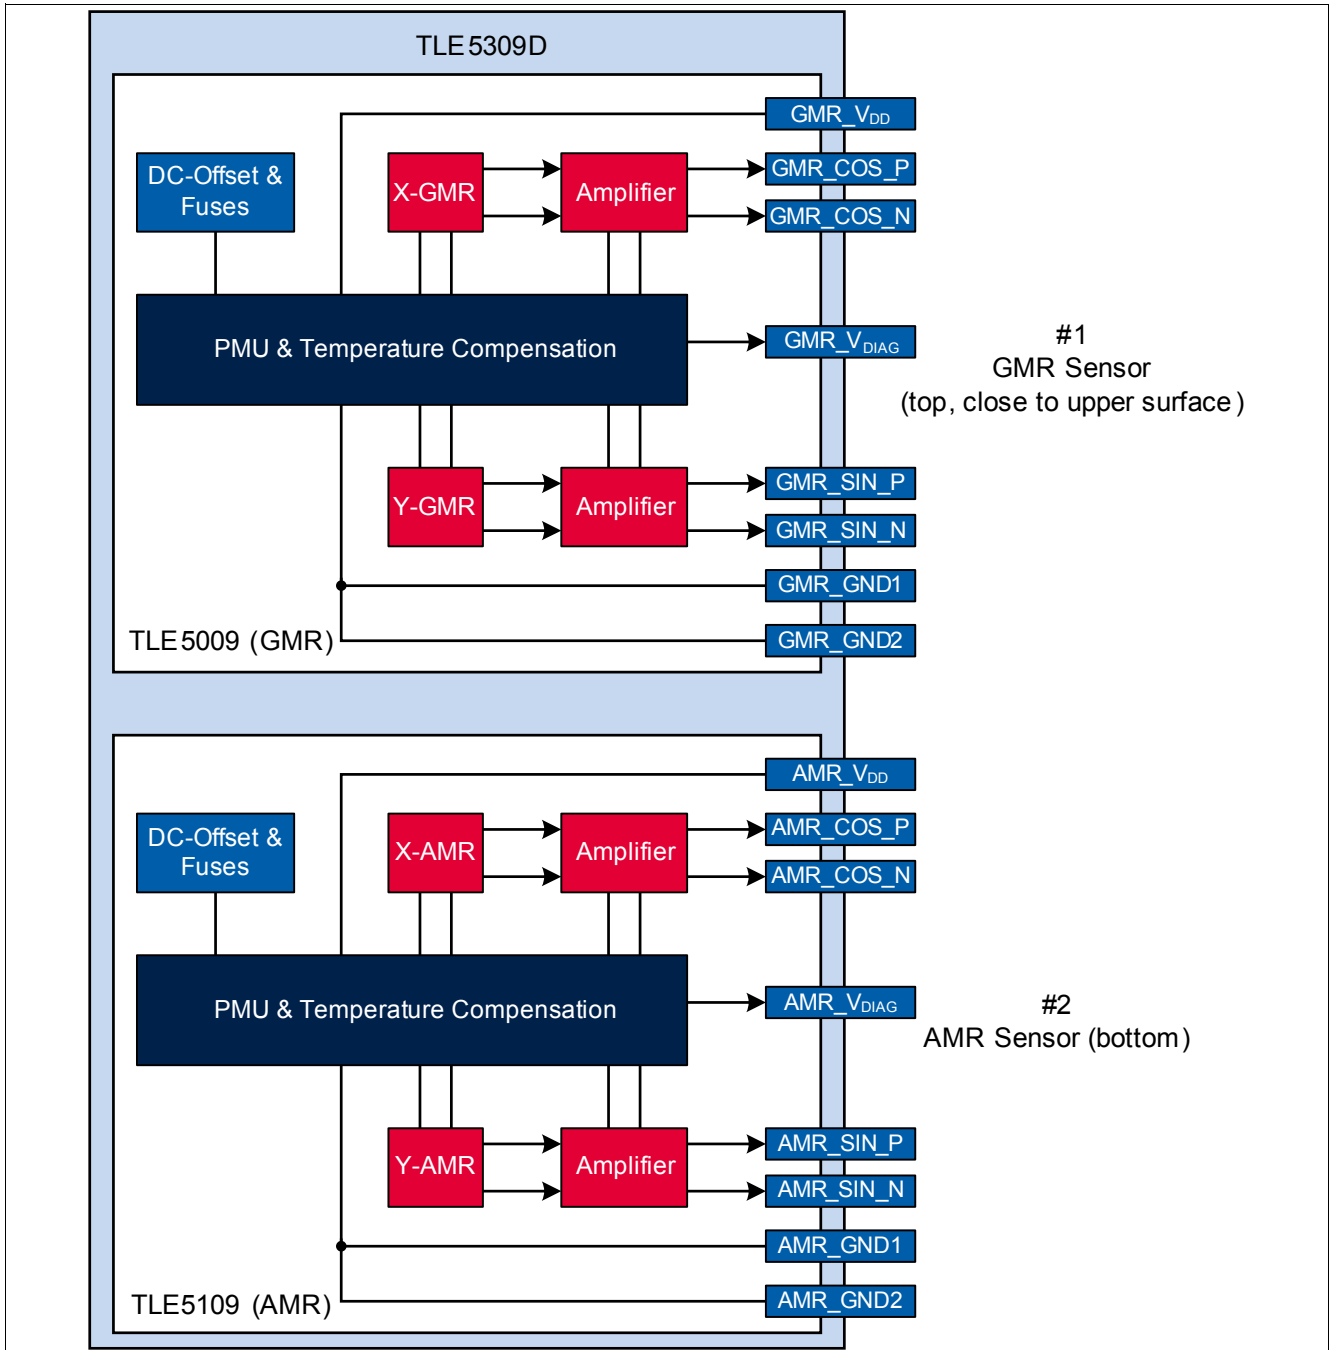 TLE5309D
GMR_VDD
DC-Offset &
Fuses
X-GMR
Amplifier
GMR_COS_P
GMR_COS_N
PMU & Temperature Compensation
GMR_VDIAG
#1
GMR Sensor
(top, close to upper surface)
Y-GMR
Amplifier
GMR_SIN_P
GMR_SIN_N
GMR_GND1
GMR_GND2
TLE5009 (GMR)
AMR_VDD
DC-Offset &
Fuses
X-AMR
Amplifier
AMR_COS_P
AMR_COS_N
PMU & Temperature Compensation
AMR_VDIAG
#2
AMR Sensor (bottom)
Y-AMR
Amplifier
AMR_SIN_P
AMR_SIN_N
AMR_GND1
AMR_GND2
TLE5109 (AMR)